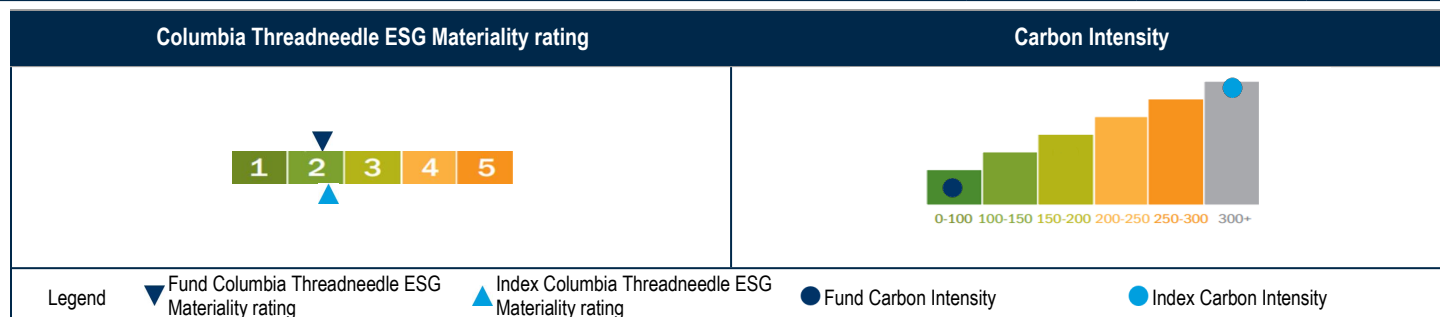 Columbia Threadneedle ESG Materiality rating
Carbon Intensity
1 2 3 4 5
0-100 100-150 150-200 200-250 250-300 300+
Legend
Fund Columbia Threadneedle ESG
Materiality rating
Index Columbia Threadneedle ESG
Materiality rating
Fund Carbon Intensity
Index Carbon Intensity